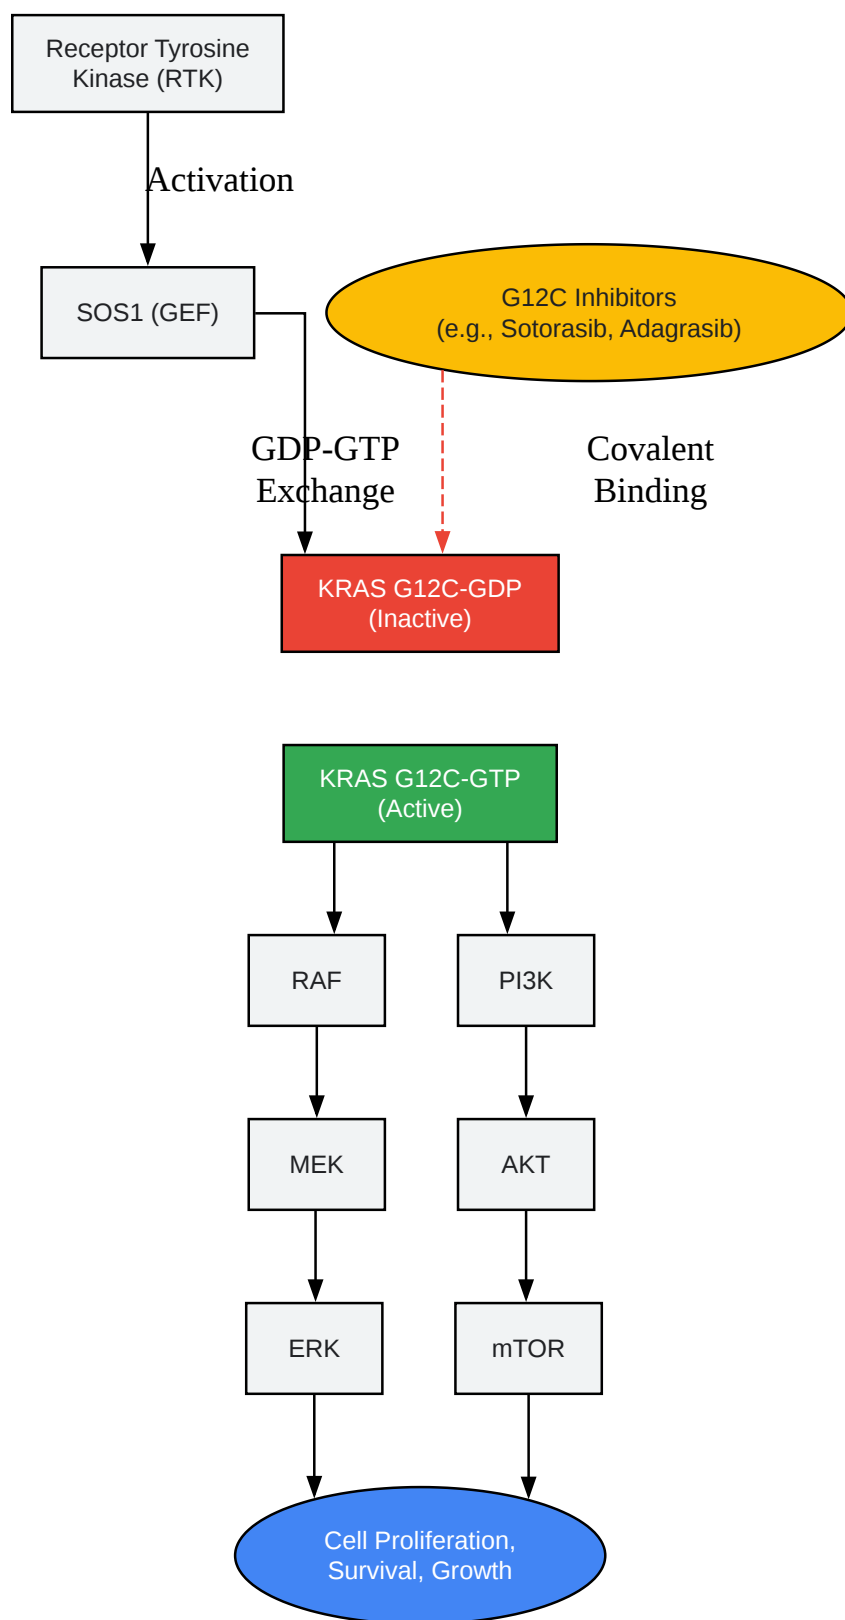 Receptor Tyrosine
Kinase (RTK)
Activation
SOS1 (GEF)
G12C Inhibitors
(e.g., Sotorasib, Adagrasib)
GDP-GTP
Exchange
Covalent
Binding
KRAS G12C-GDP
(Inactive)
KRAS G12C-GTP
(Active)
RAF
PI3K
MEK
AKT
ERK
mTOR
Cell Proliferation,
Survival, Growth